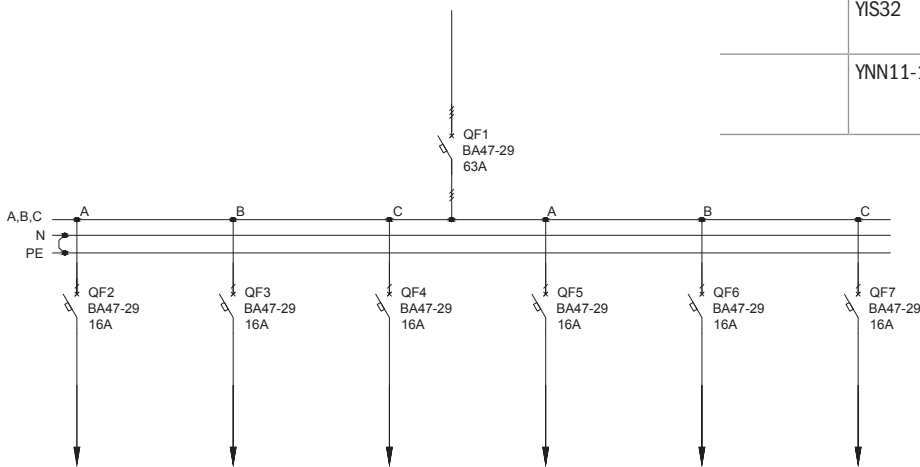 YIS32
YNN11-1
QF1
BA47-29
63A
A,B,C
A
B
C
A
B
C
N
PE
QF2
BA47-29
16A
QF3
BA47-29
16A
QF4
BA47-29
16A
QF5
BA47-29
16A
QF6
BA47-29
16A
QF7
BA47-29
16A